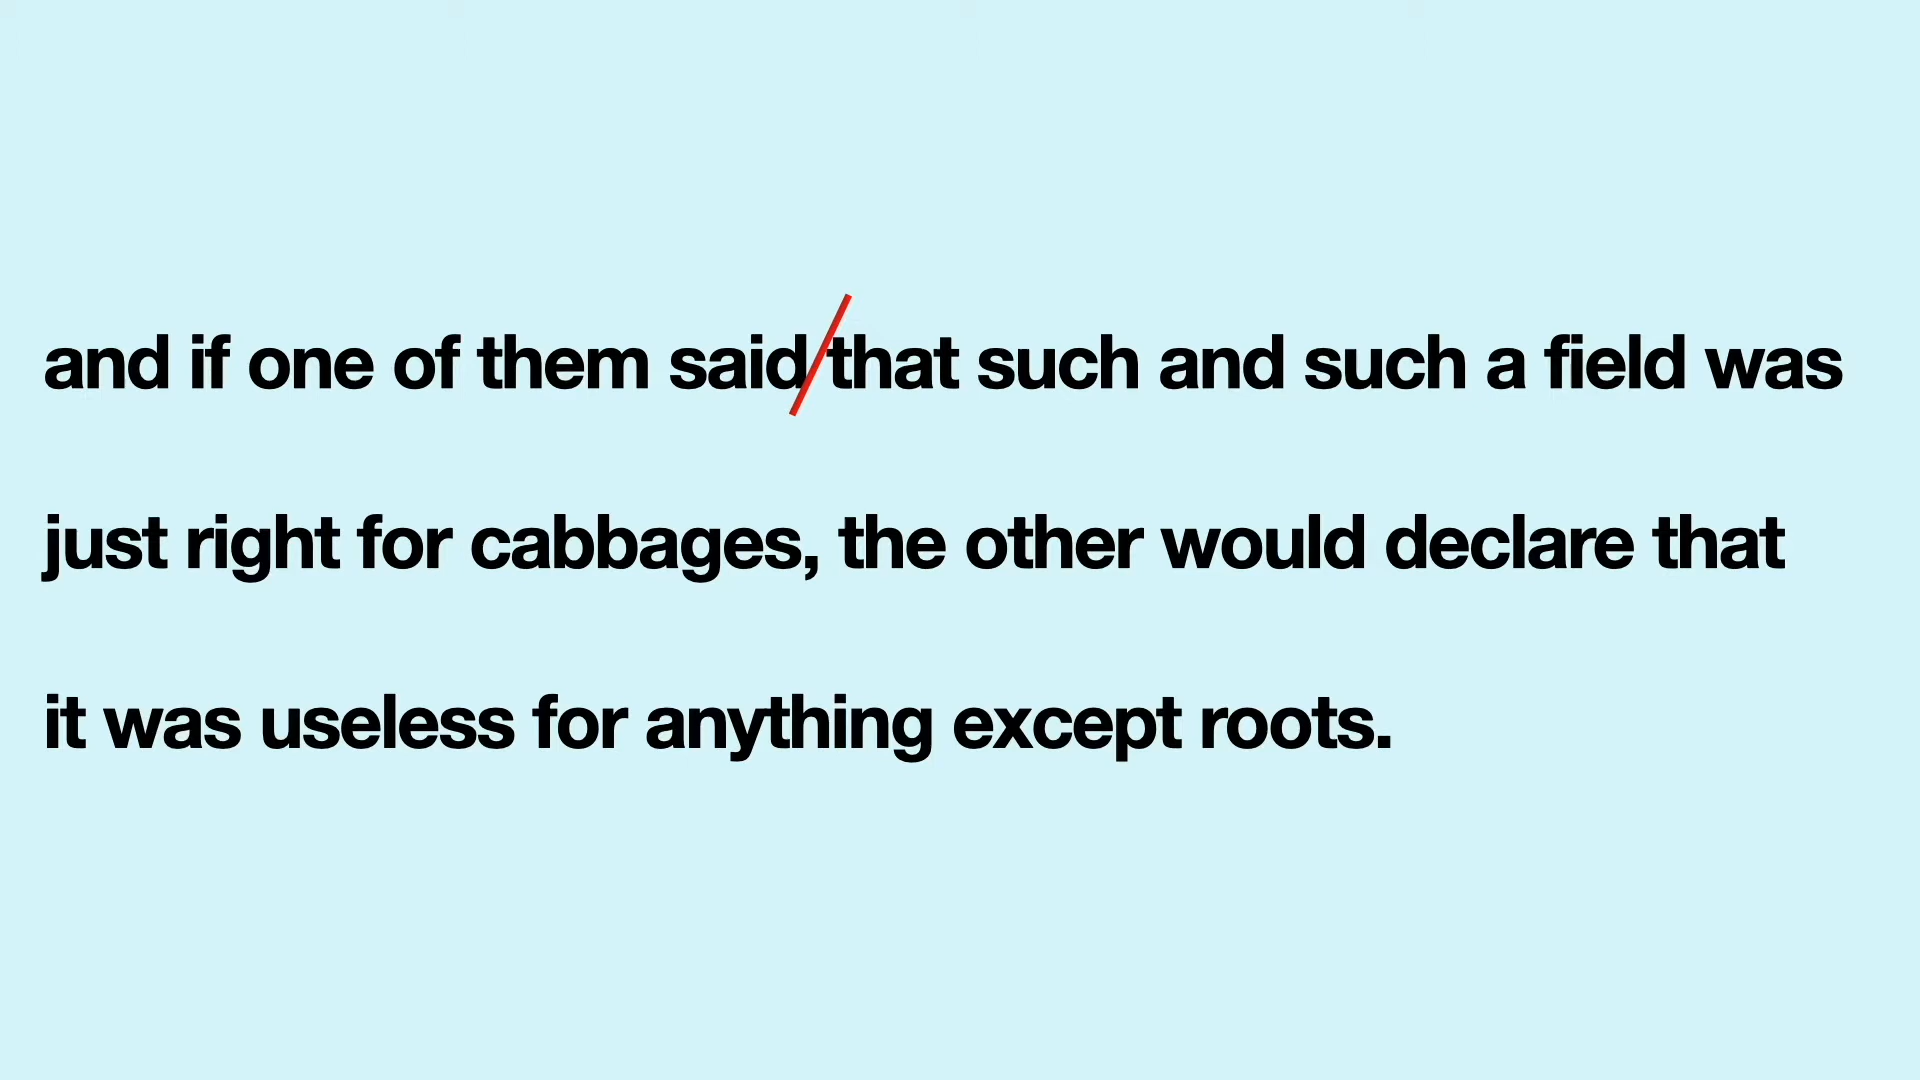 and if one of them said/that such and such a field was
just right for cabbages, the other would declare that
it was useless for anything except roots.